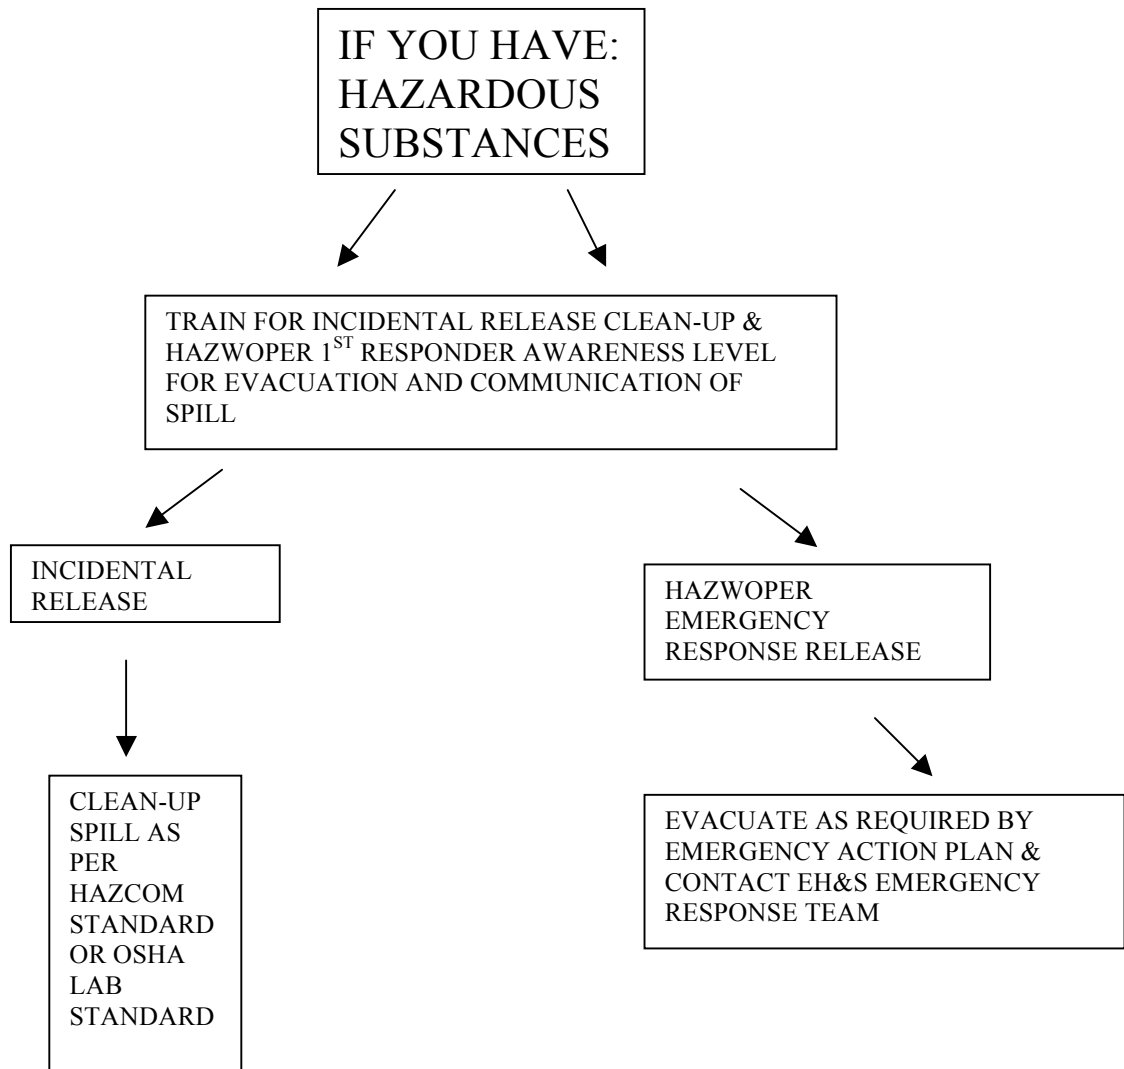 IF YOU HAVE:
HAZARDOUS
SUBSTANCES
TRAIN FOR INCIDENTAL RELEASE CLEAN-UP &
HAZWOPER 1ST RESPONDER AWARENESS LEVEL
FOR EVACUATION AND COMMUNICATION OF
SPILL
INCIDENTAL
RELEASE
HAZWOPER
EMERGENCY
RESPONSE RELEASE
CLEAN-UP
SPILL AS
PER
HAZCOM
STANDARD
OR OSHA
LAB
STANDARD
EVACUATE AS REQUIRED BY
EMERGENCY ACTION PLAN &
CONTACT EH&S EMERGENCY
RESPONSE TEAM